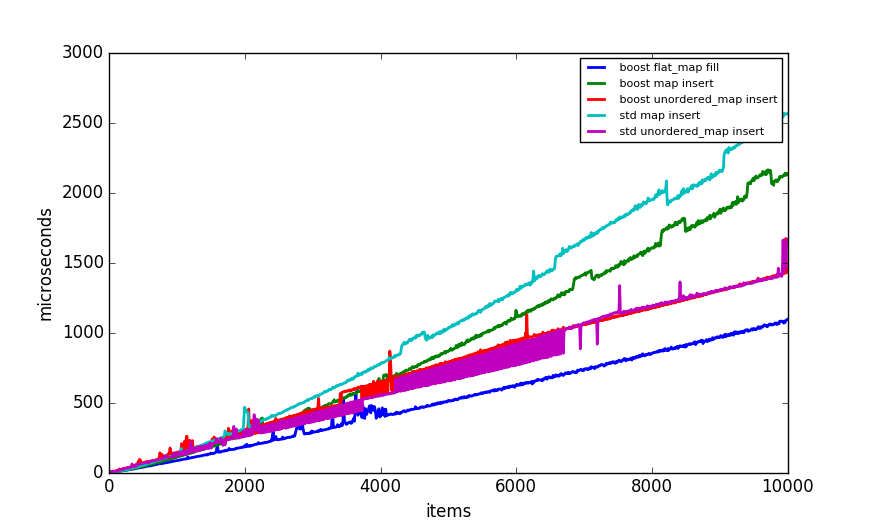 3000
2500
2000
1500
1000
500
0
microseconds
boost flat_map fill
boost map insert
boost unordered_map insert
std map insert
std unordered_map insert
0 2000 4000 6000 8000 10000
items